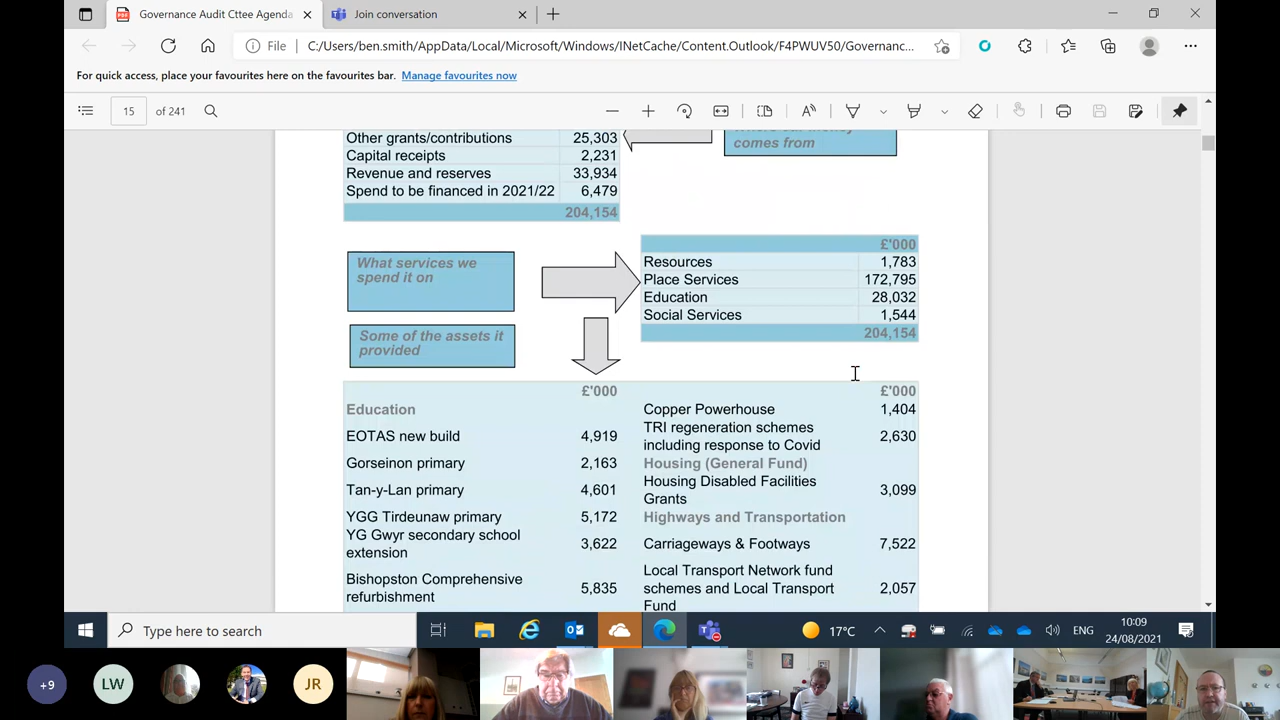 Governance Audit Cttee Agenda
Join conversation
File
C:/Users/ben.smith/AppData/Local/Microsoft/Windows/INetCache/Content.Outlook/F4PWUV50/Governanc...
For quick access, place your favourites here on the favourites bar. Manage favourites now
15 of 241
Other grants/contributions 25,303
Capital receipts 2,231
Revenue and reserves 33,934
Spend to be financed in 2021/22 6,479
204,154
where our money
comes from
What services we
spend it on
£'000
Resources 1,783
Place Services 172,795
Education 28,032
Social Services 1,544
204,154
Some of the assets it
provided
£'000
Education
EOTAS new build 4,919
Gorseinon primary 2,163
Tan-y-Lan primary 4,601
YGG Tirdeunaw primary 5,172
YG Gwyr secondary school
extension 3,622
Bishopston Comprehensive
refurbishment 5,835
£'000
Copper Powerhouse 1,404
TRI regeneration schemes
including response to Covid 2,630
Housing (General Fund)
Housing Disabled Facilities
Grants 3,099
Highways and Transportation
Carriageways & Footways 7,522
Local Transport Network fund
schemes and Local Transport
Fund 2,057
Type here to search
17°C
ENG
10:09
24/08/2021
+9
LW
JR